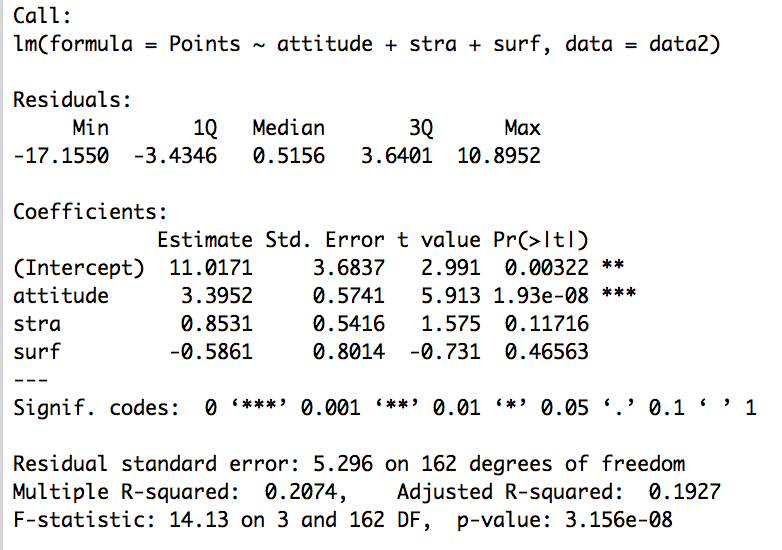 Call:
lm(formula = Points ~ attitude + stra + surf, data = data2)
Residuals:
Min 1Q Median 3Q Max
-17.1550 -3.4346 0.5156 3.6401 10.8952
Coefficients:
Estimate Std. Error t value Pr(>|t|)
(Intercept) 11.0171 3.6837 2.991 0.00322 **
attitude 3.3952 0.5741 5.913 1.93e-08 ***
stra 0.8531 0.5416 1.575 0.11716
surf -0.5861 0.8014 -0.731 0.46563
---
Signif. codes: 0 ‘***’ 0.001 ‘**’ 0.01 ‘*’ 0.05 ‘.’ 0.1 ‘ ’ 1
Residual standard error: 5.296 on 162 degrees of freedom
Multiple R-squared: 0.2074, Adjusted R-squared: 0.1927
F-statistic: 14.13 on 3 and 162 DF, p-value: 3.156e-08